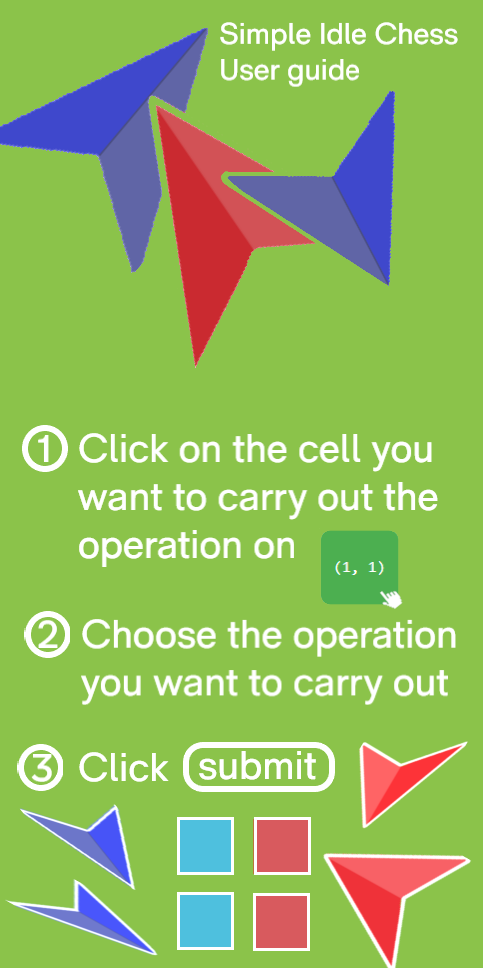 Simple Idle Chess
User guide
① Click on the cell you
want to carry out the
operation on
(1, 1)
② Choose the operation
you want to carry out
③ Click submit